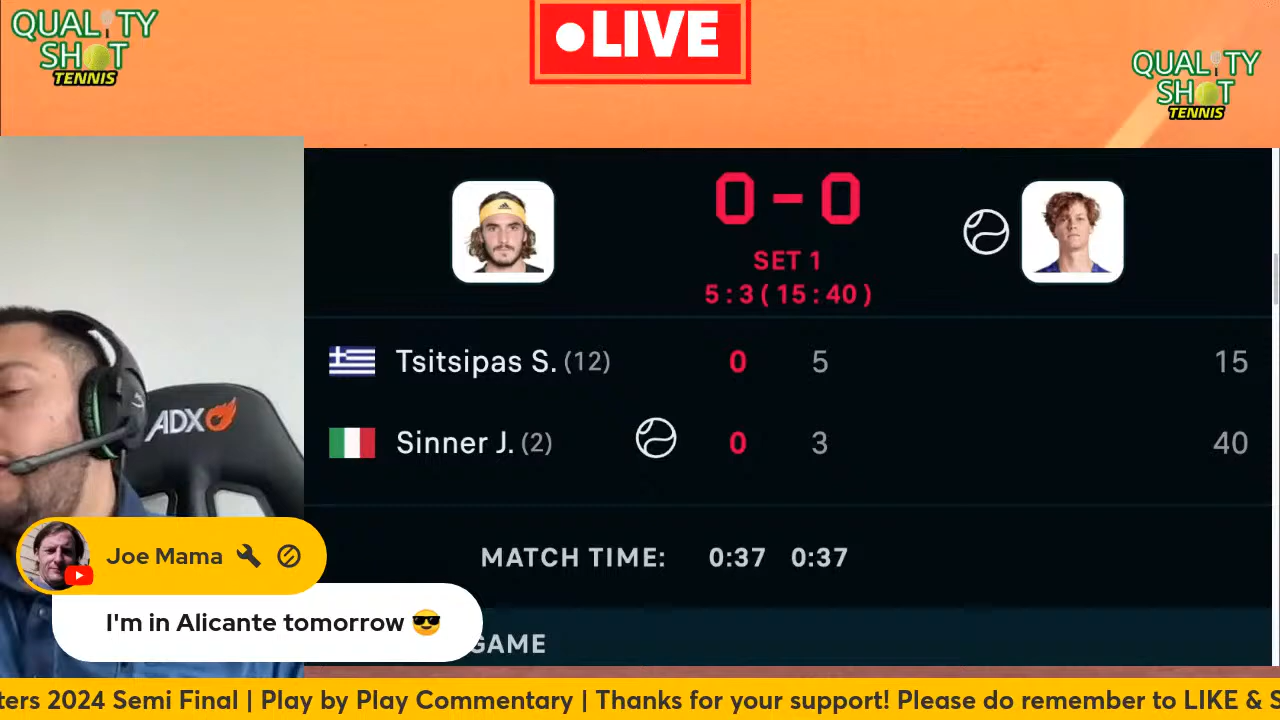 QUALITY
SHOT
TENNIS
LIVE
QUALITY
SHOT
TENNIS
0 - 0
SET 1
5 : 3 ( 15 : 40 )
Tsitsipas S. (12) 0 5 15
Sinner J. (2) 0 3 40
ADX
MATCH TIME: 0:37 0:37
Joe Mama
I'm in Alicante tomorrow 😎
GAME
ters 2024 Semi Final | Play by Play Commentary | Thanks for your support! Please do remember to LIKE & S